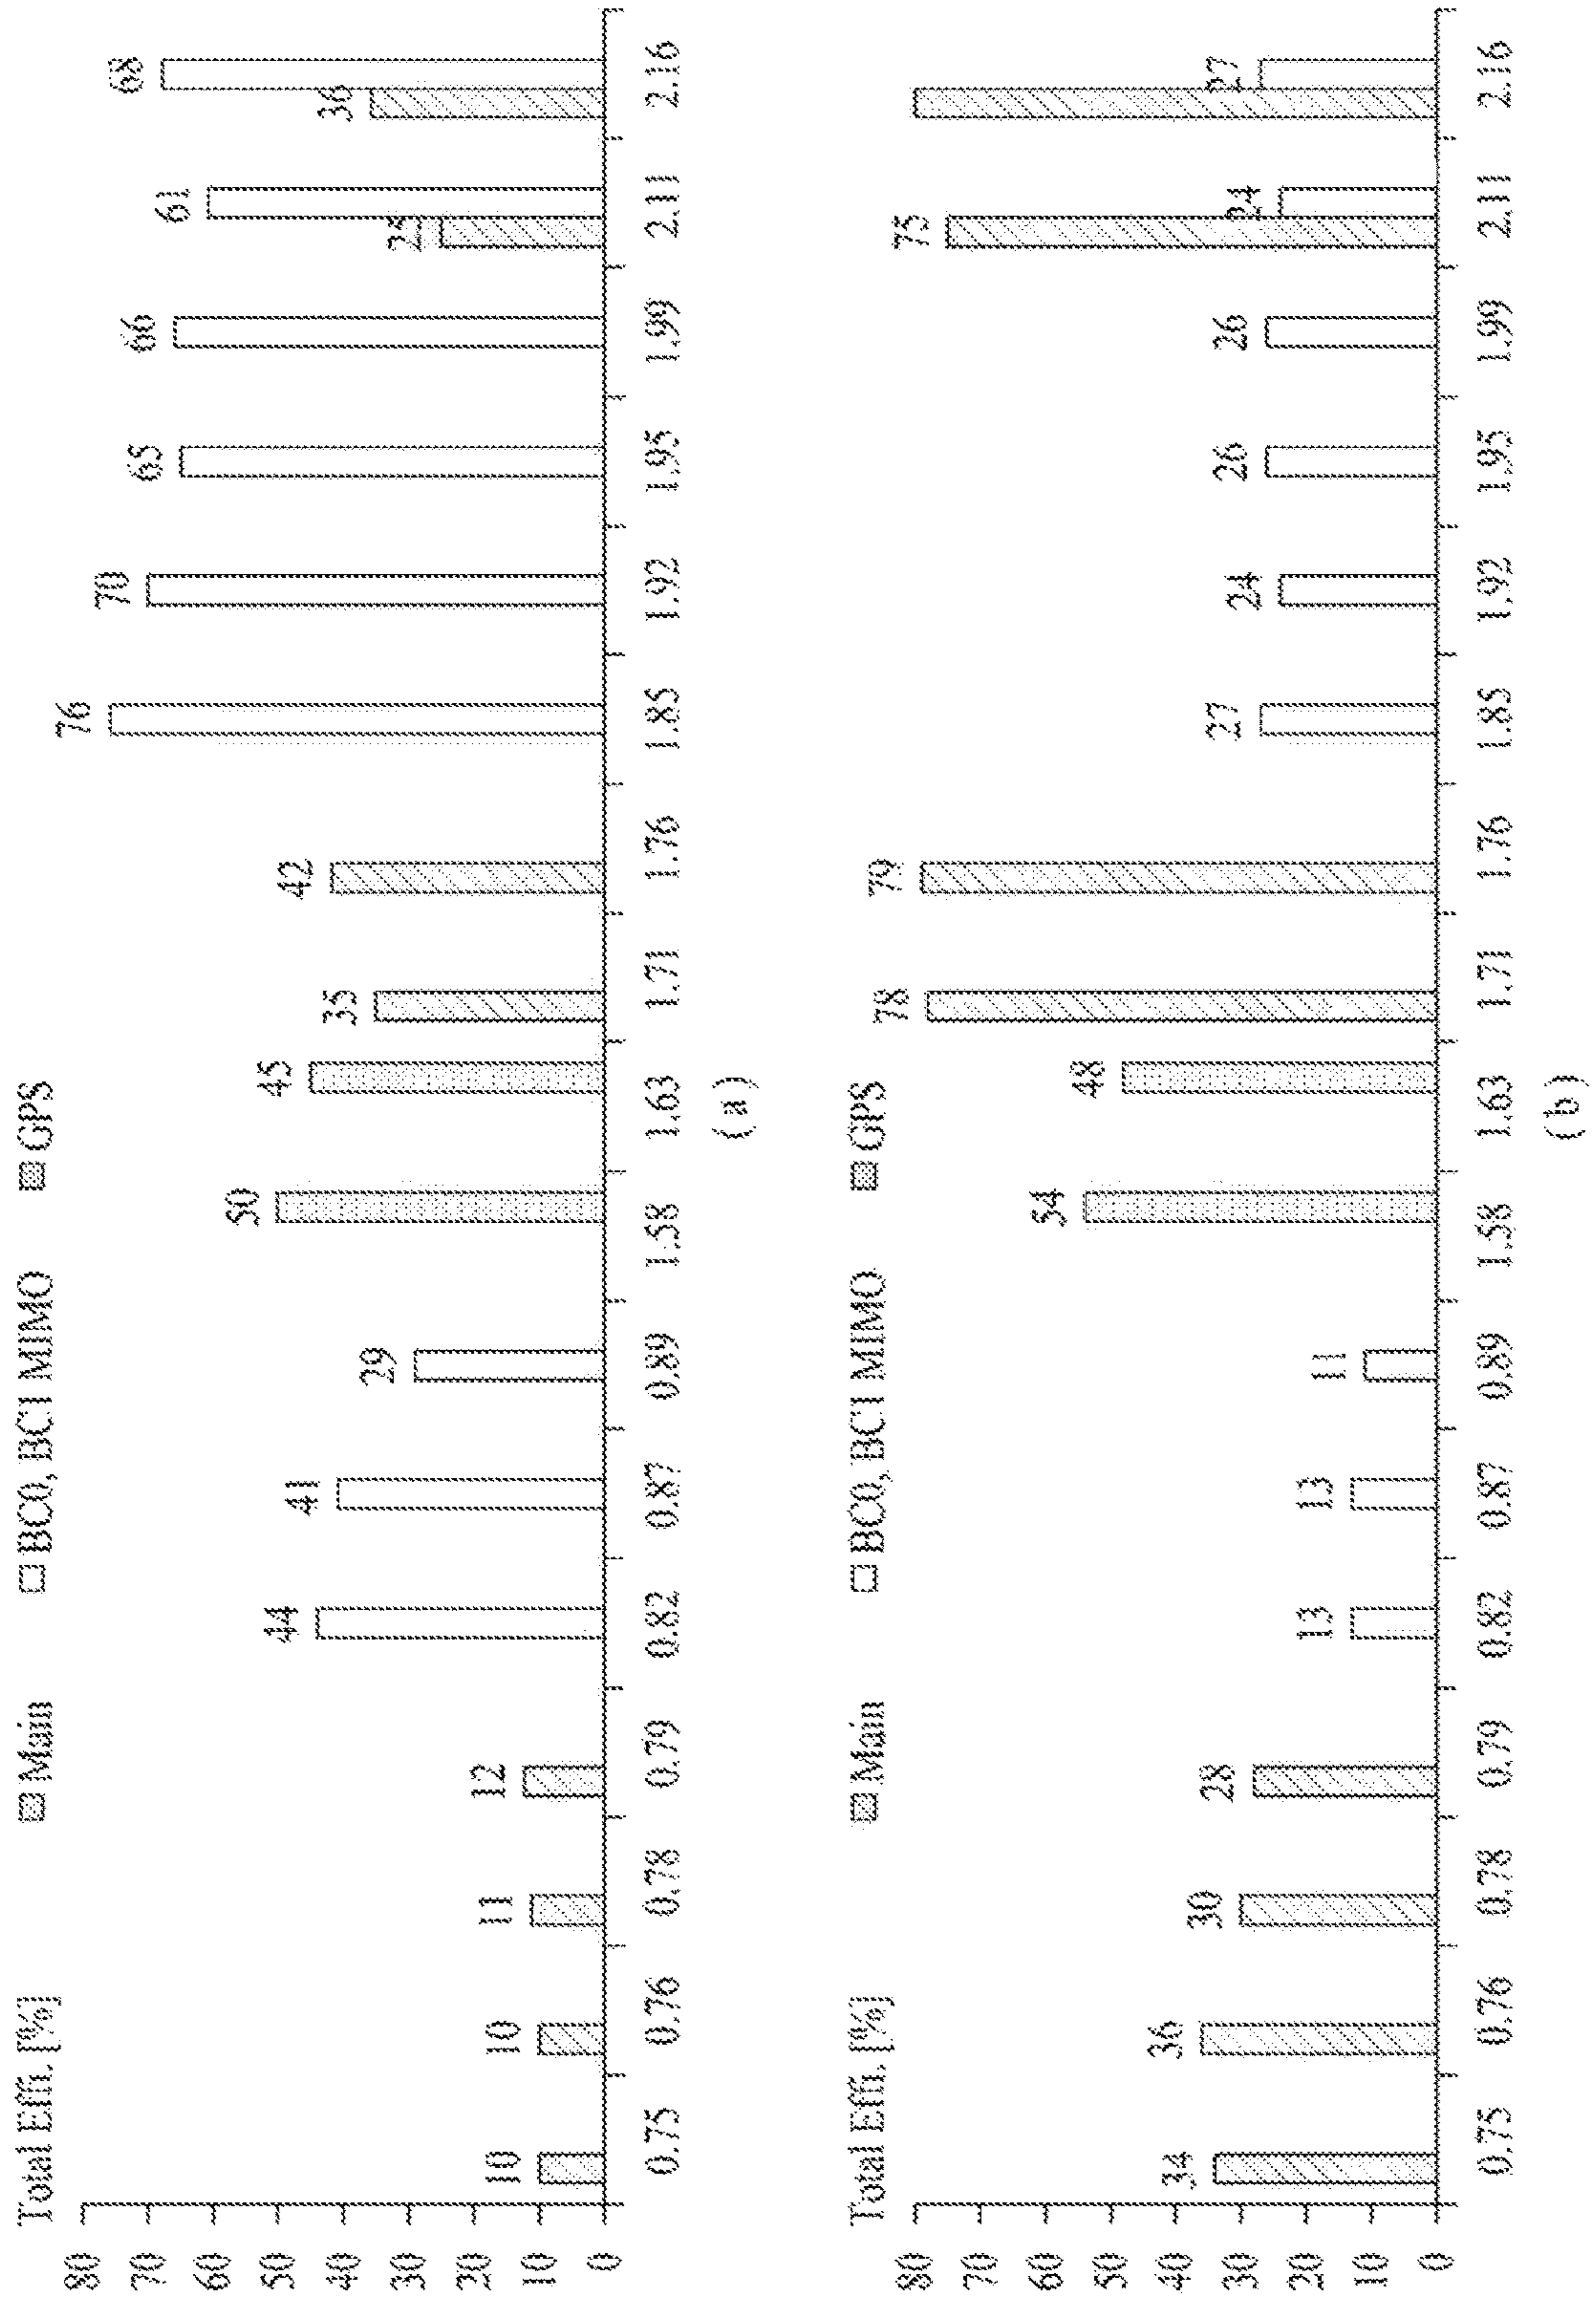 Total Effi. [%] Main BC0, BC1 MIMO GPS
80
70
60
50
40
30
20
10
0
10 10 11 12 44 41 29 50 45 35 42 76 70 65 66 25 61 36 68
0.75 0.76 0.78 0.79 0.82 0.87 0.89 1.58 1.63 1.71 1.76 1.85 1.92 1.95 1.99 2.11 2.16
(a)
Total Effi. [%] Main BC0, BC1 MIMO GPS
80
70
60
50
40
30
20
10
0
34 36 30 28 13 13 11 54 48 78 79 27 24 26 26 75 24 27
0.75 0.76 0.78 0.79 0.82 0.87 0.89 1.58 1.63 1.71 1.76 1.85 1.92 1.95 1.99 2.11 2.16
(b)